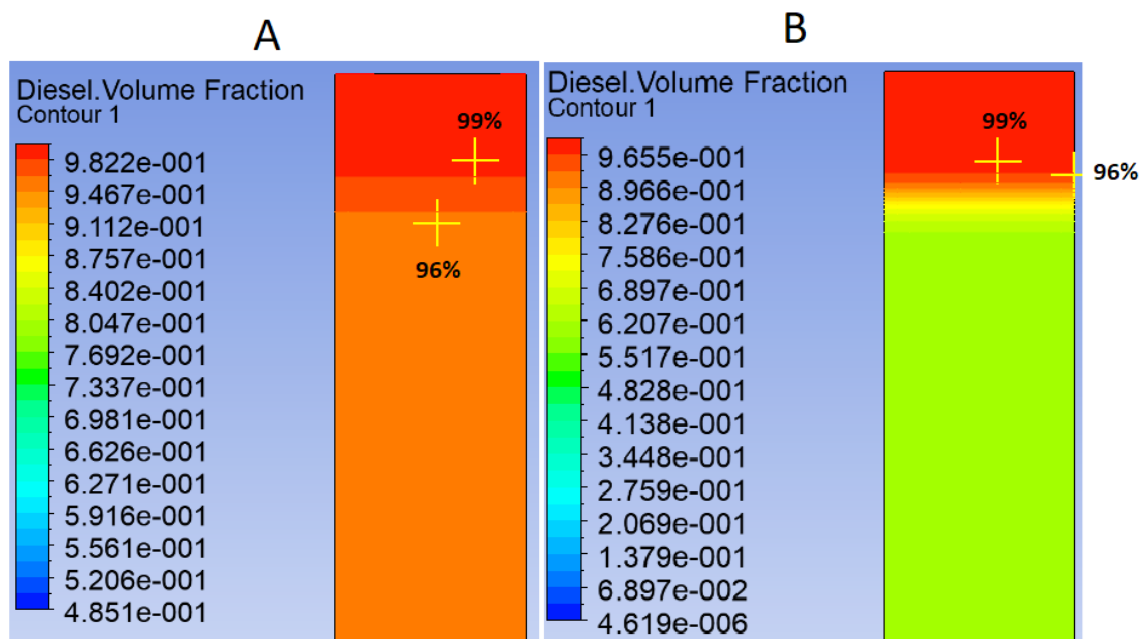 A
Diesel.Volume Fraction
Contour 1
9.822e-001
9.467e-001
9.112e-001
8.757e-001
8.402e-001
8.047e-001
7.692e-001
7.337e-001
6.981e-001
6.626e-001
6.271e-001
5.916e-001
5.561e-001
5.206e-001
4.851e-001
99%
96%
B
Diesel.Volume Fraction
Contour 1
9.655e-001
8.966e-001
8.276e-001
7.586e-001
6.897e-001
6.207e-001
5.517e-001
4.828e-001
4.138e-001
3.448e-001
2.759e-001
2.069e-001
1.379e-001
6.897e-002
4.619e-006
99%
96%